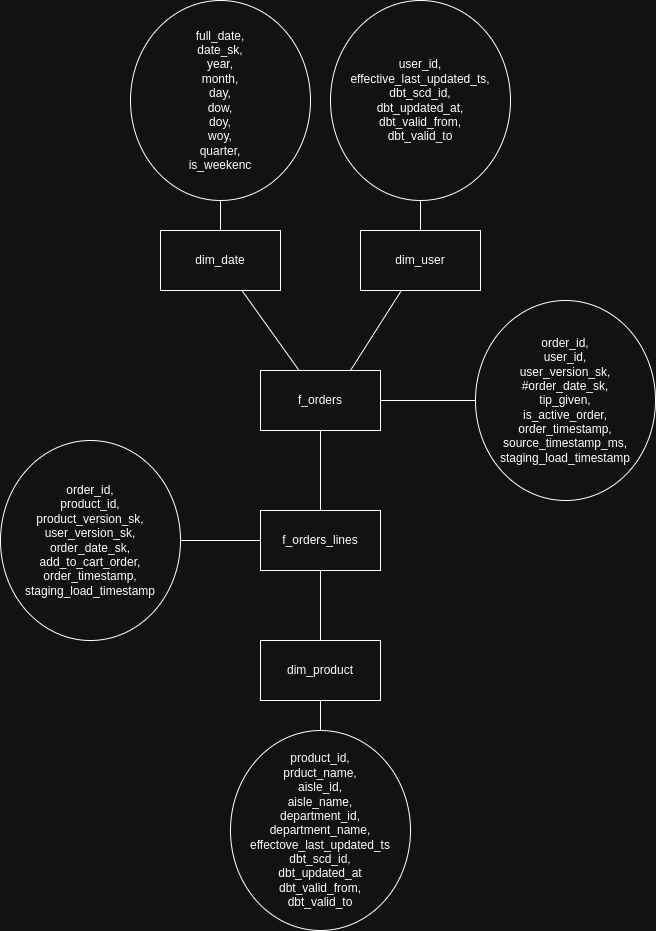 full_date,
date_sk,
year,
month,
day,
dow,
doy,
woy,
quarter,
is_weekenc
user_id,
effective_last_updated_ts,
dbt_scd_id,
dbt_updated_at,
dbt_valid_from,
dbt_valid_to
dim_date
dim_user
order_id,
user_id,
user_version_sk,
#order_date_sk,
tip_given,
is_active_order,
order_timestamp,
source_timestamp_ms,
staging_load_timestamp
f_orders
order_id,
product_id,
product_version_sk,
user_version_sk,
order_date_sk,
add_to_cart_order,
order_timestamp,
staging_load_timestamp
f_orders_lines
dim_product
product_id,
prduct_name,
aisle_id,
aisle_name,
department_id,
department_name,
effectove_last_updated_ts
dbt_scd_id,
dbt_updated_at
dbt_valid_from,
dbt_valid_to